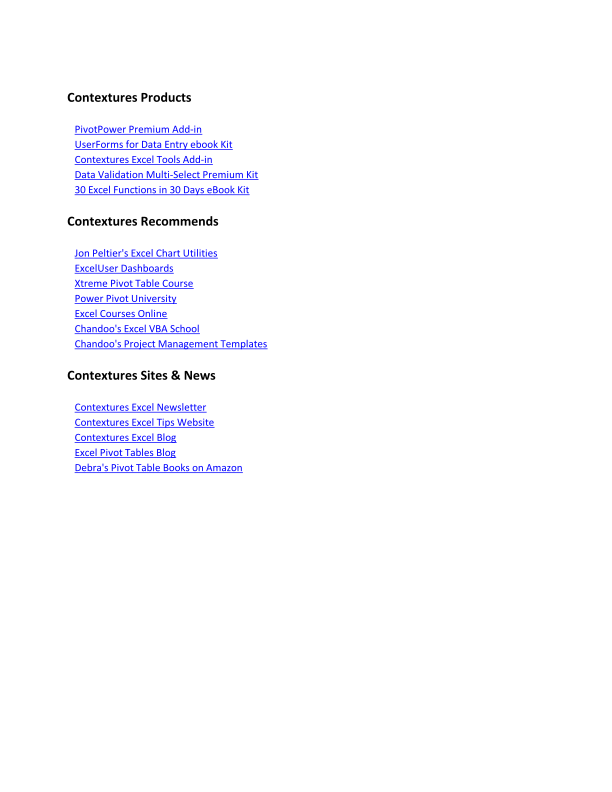 Contextures Products
PivotPower Premium Add-in
UserForms for Data Entry ebook Kit
Contextures Excel Tools Add-in
Data Validation Multi-Select Premium Kit
30 Excel Functions in 30 Days eBook Kit
Contextures Recommends
Jon Peltier's Excel Chart Utilities
ExcelUser Dashboards
Xtreme Pivot Table Course
Power Pivot University
Excel Courses Online
Chandoo's Excel VBA School
Chandoo's Project Management Templates
Contextures Sites & News
Contextures Excel Newsletter
Contextures Excel Tips Website
Contextures Excel Blog
Excel Pivot Tables Blog
Debra's Pivot Table Books on Amazon